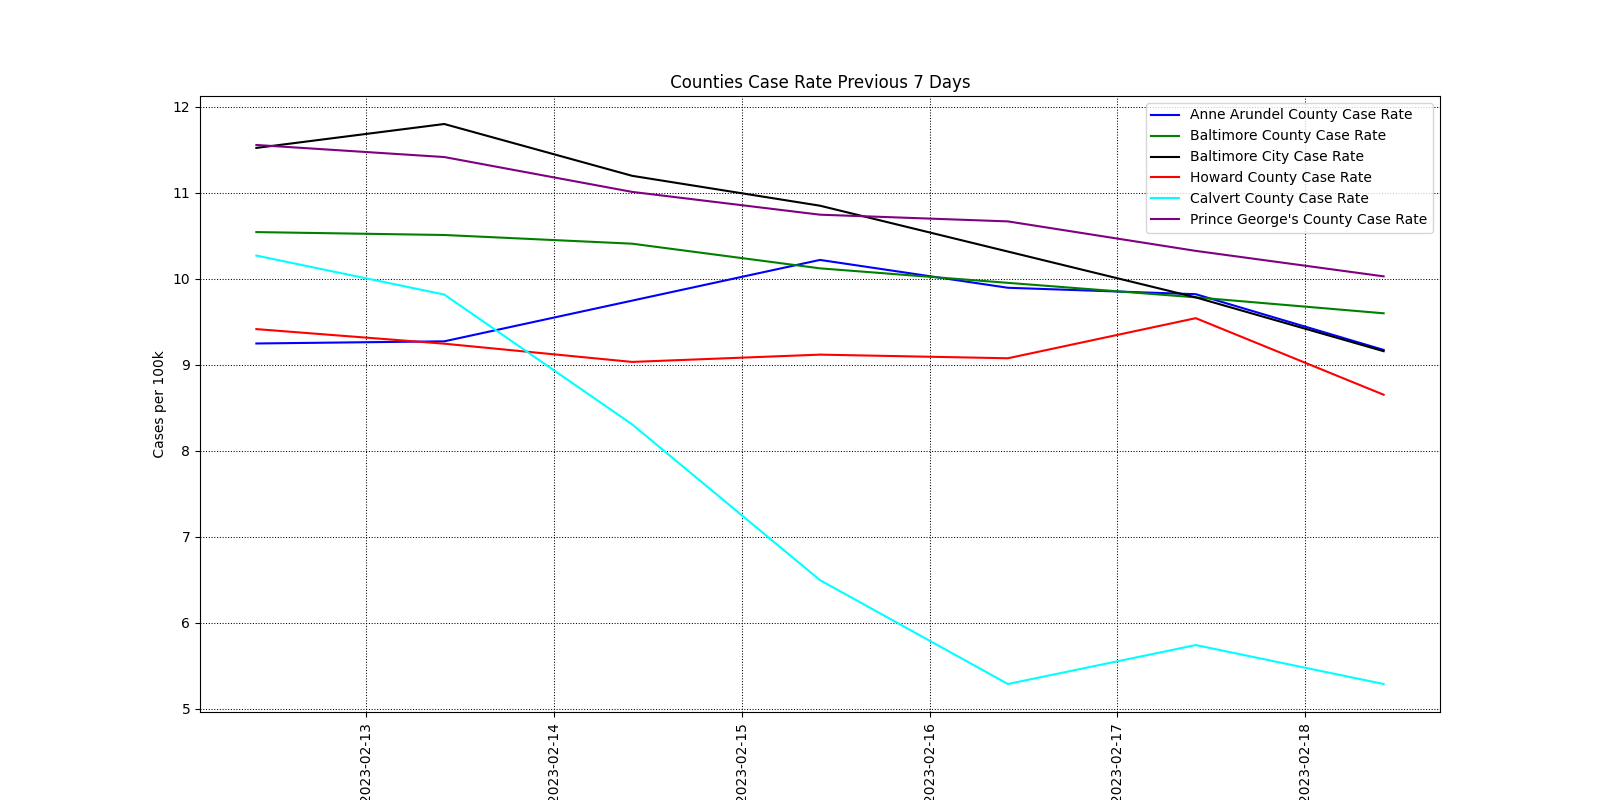 Counties Case Rate Previous 7 Days
12
11
10
9
8
7
6
5
Cases per 100k
Anne Arundel County Case Rate
Baltimore County Case Rate
Baltimore City Case Rate
Howard County Case Rate
Calvert County Case Rate
Prince George's County Case Rate
2023-02-13
2023-02-14
2023-02-15
2023-02-16
2023-02-17
2023-02-18